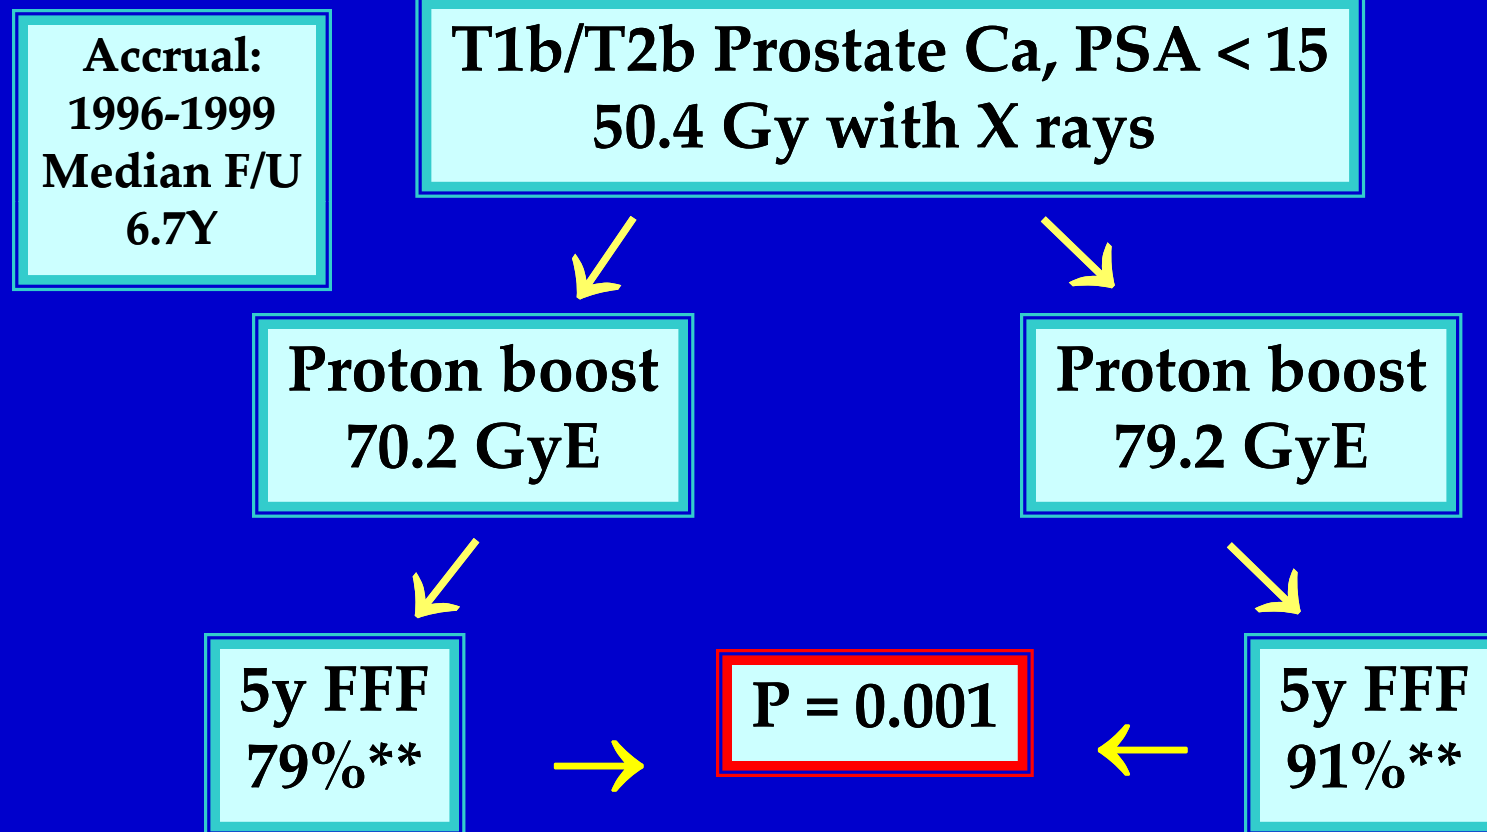 Accrual:
1996-1999
Median F/U
6.7Y
T1b/T2b Prostate Ca, PSA < 15
50.4 Gy with X rays
Proton boost
70.2 GyE
Proton boost
79.2 GyE
5y FFF
79%**
P = 0.001
5y FFF
91%**